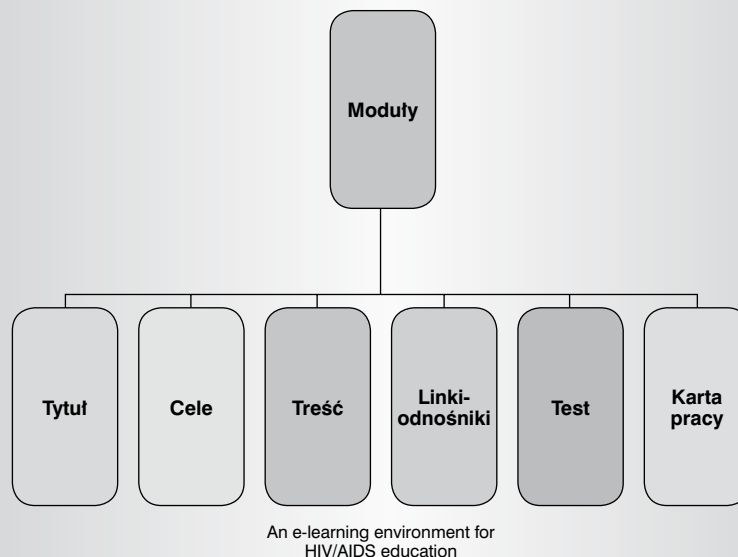 Moduły
Tytuł
Cele
Treść
Linki-
odnośniki
Test
Karta
pracy
An e-learning environment for
HIV/AIDS education